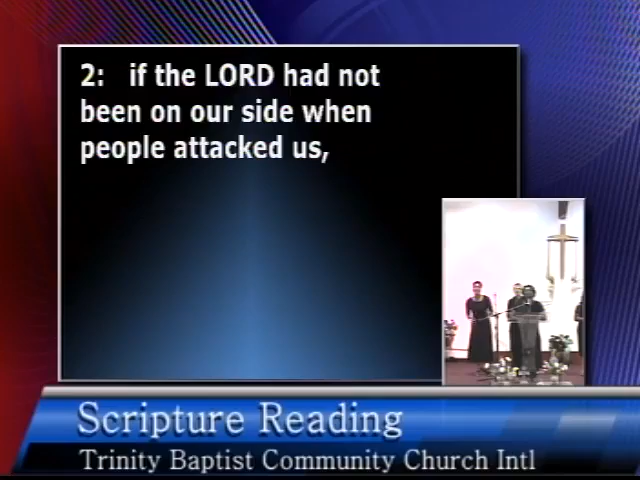 2: if the LORD had not
been on our side when
people attacked us,
Scripture Reading
Trinity Baptist Community Church Intl